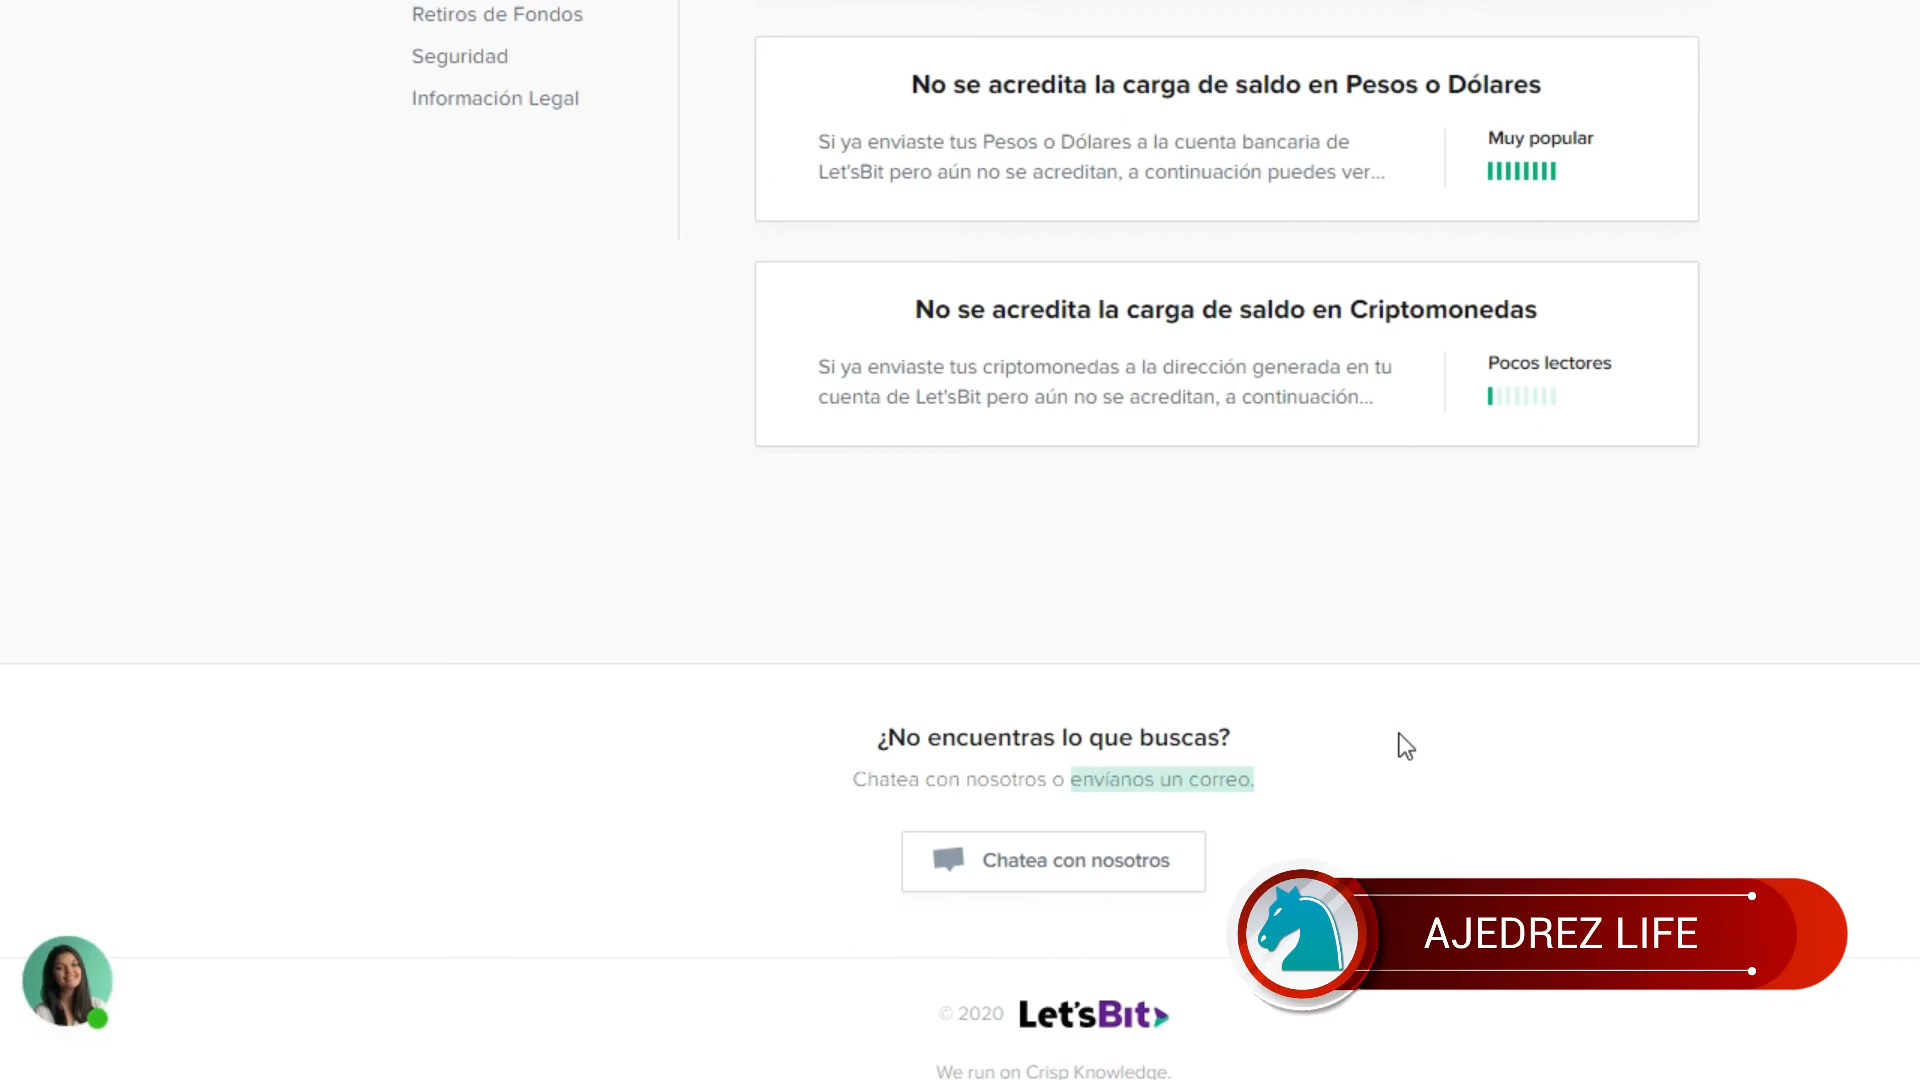 Retiros de Fondos
Seguridad
Información Legal
No se acredita la carga de saldo en Pesos o Dólares
Si ya enviaste tus Pesos o Dólares a la cuenta bancaria de
Let'sBit pero aún no se acreditan, a continuación puedes ver...
Muy popular
No se acredita la carga de saldo en Criptomonedas
Si ya enviaste tus criptomonedas a la dirección generada en tu
cuenta de Let'sBit pero aún no se acreditan, a continuación...
Pocos lectores
¿No encuentras lo que buscas?
Chatea con nosotros o envíanos un correo.
Chatea con nosotros
AJEDREZ LIFE
© 2020 Let'sBit
We run on Crisp Knowledge.